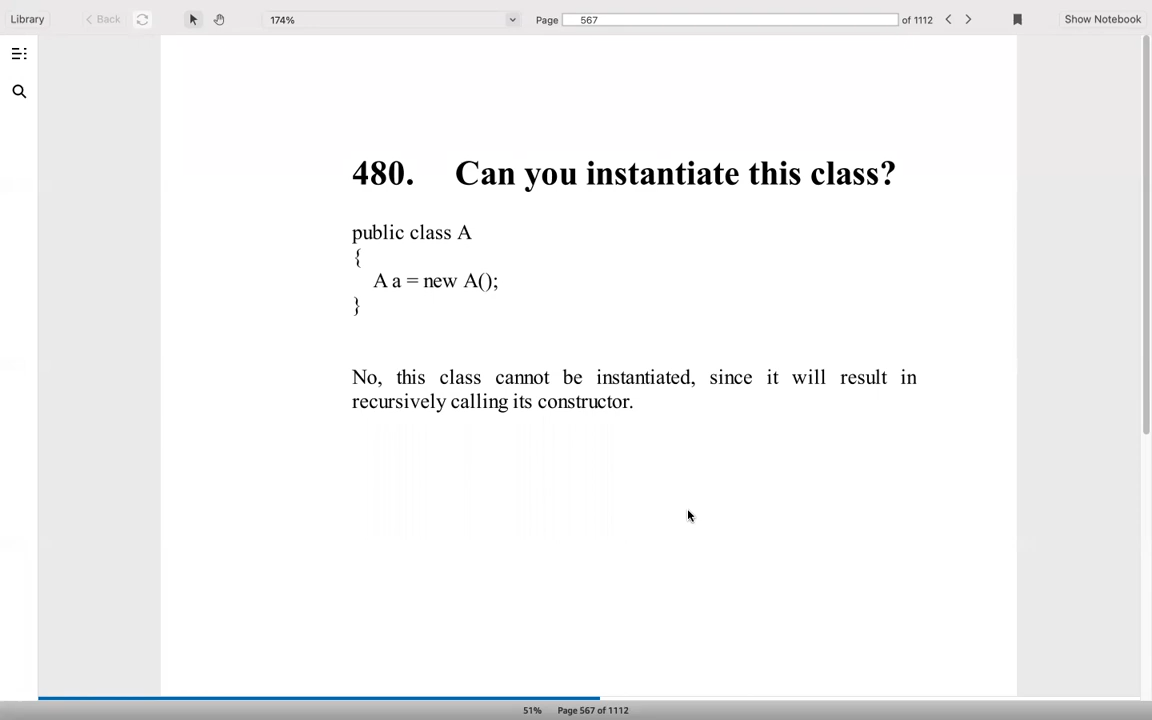 Library
Back
174%
Page 567 of 1112
Show Notebook
480. Can you instantiate this class?
public class A
{
A a = new A();
}
No, this class cannot be instantiated, since it will result in
recursively calling its constructor.
51% Page 567 of 1112